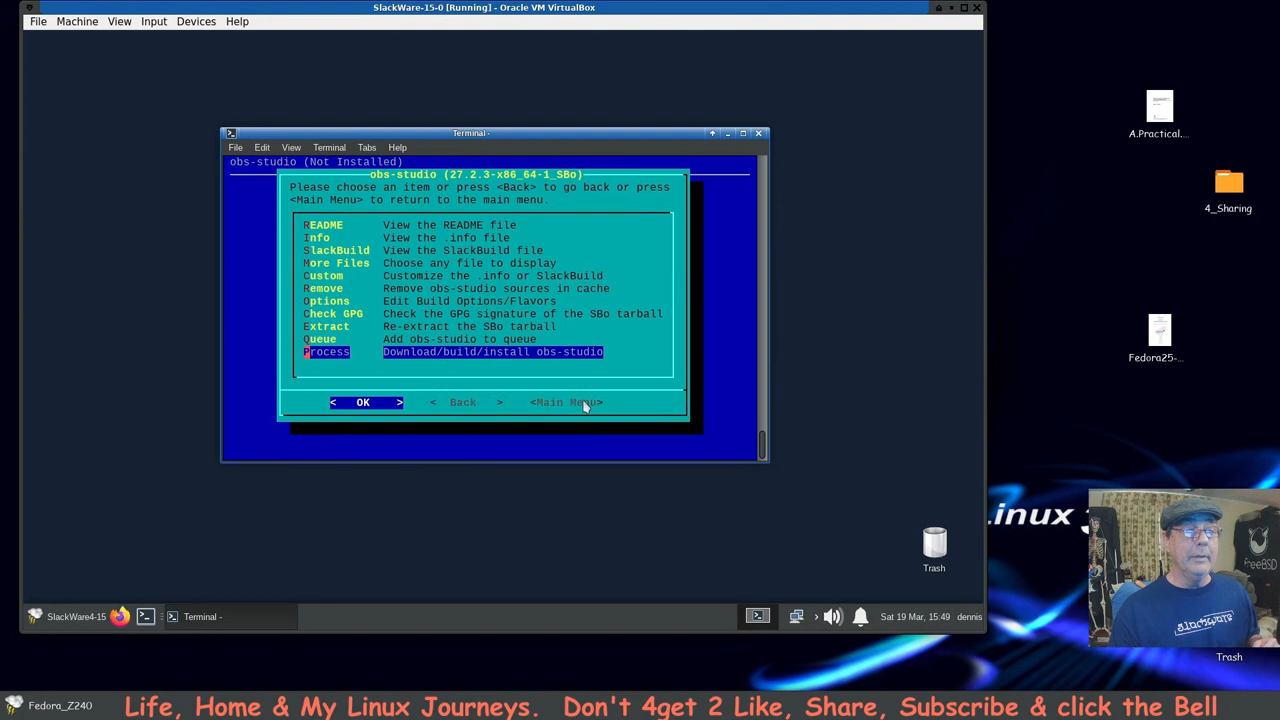 SlackWare-15-0 [Running] - Oracle VM VirtualBox
File Machine View Input Devices Help
Terminal -
File Edit View Terminal Tabs Help
obs-studio (Not Installed)
obs-studio (27.2.3-x86_64-1_SBo)
Please choose an item or press <Back> to go back or press
<Main Menu> to return to the main menu.
README View the README file
Info View the .info file
SlackBuild View the SlackBuild file
More Files Choose any file to display
Custom Customize the .info or SlackBuild
Remove Remove obs-studio sources in cache
Options Edit Build Options/Flavors
Check GPG Check the GPG signature of the SBo tarball
Extract Re-extract the SBo tarball
Queue Add obs-studio to queue
Process Download/build/install obs-studio
< OK > < Back > <Main Menu>
A.Practical....
4_Sharing
Fedora25-...
Linux
freeBSD
slackware
Trash
Trash
SlackWare4-15 Terminal - Sat 19 Mar, 15:49 dennis
Fedora_Z240 Life, Home & My Linux Journeys. Don't 4get 2 Like, Share, Subscribe & click the Bell